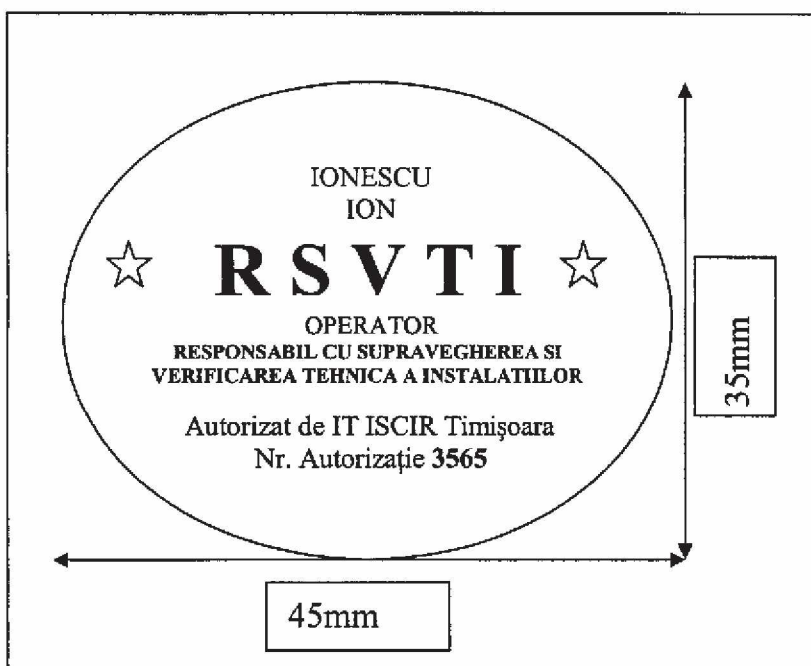 IONESCU
ION
☆ R S V T I ☆
OPERATOR
RESPONSABIL CU SUPRAVEGHEREA SI
VERIFICAREA TEHNICA A INSTALATIILOR
Autorizat de IT ISCIR Timişoara
Nr. Autorizaţie 3565
35mm
45mm